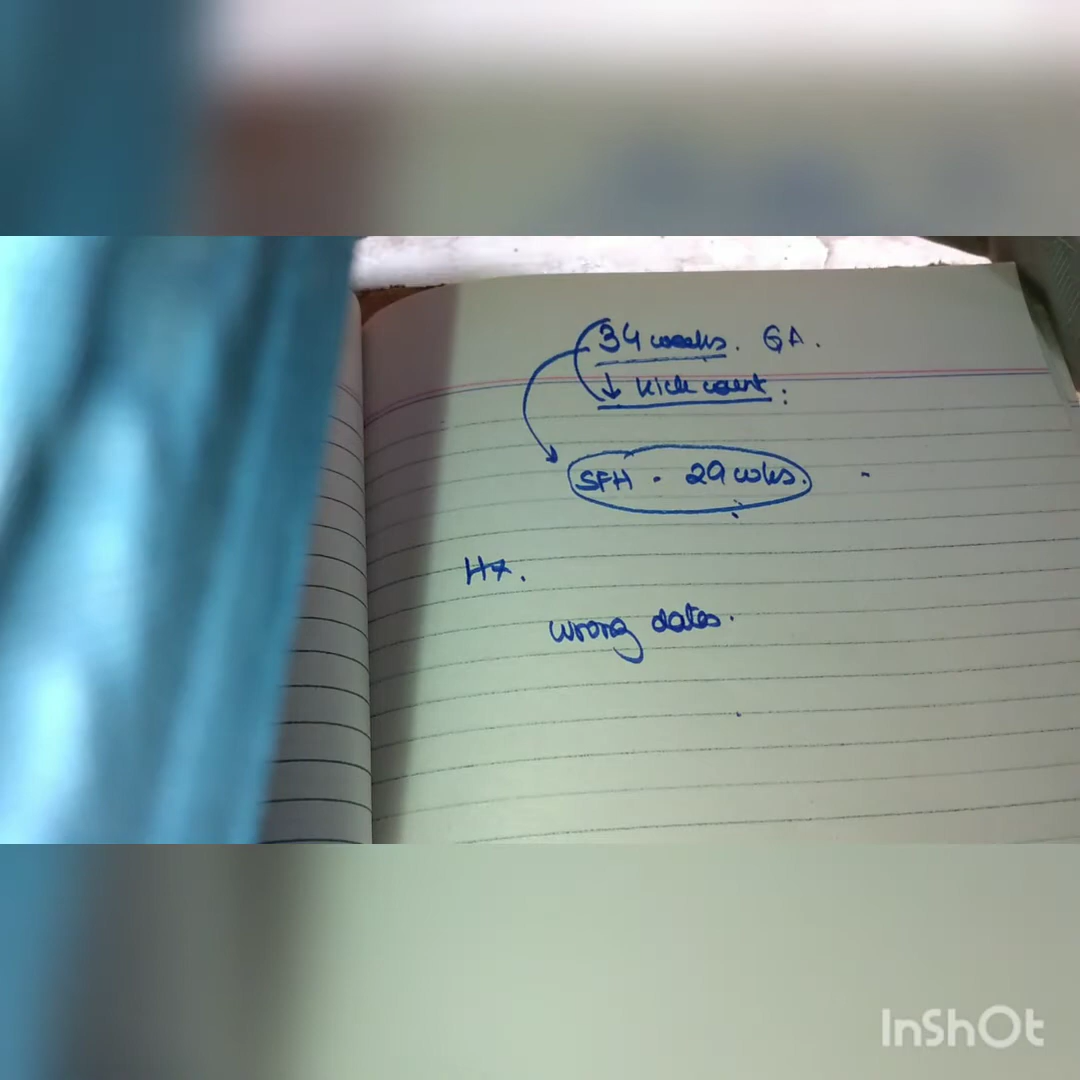 34 weeks. GA.
↓ Kick count :
SFH - 29 wks.
Hx.
wrong dates.
InShOt